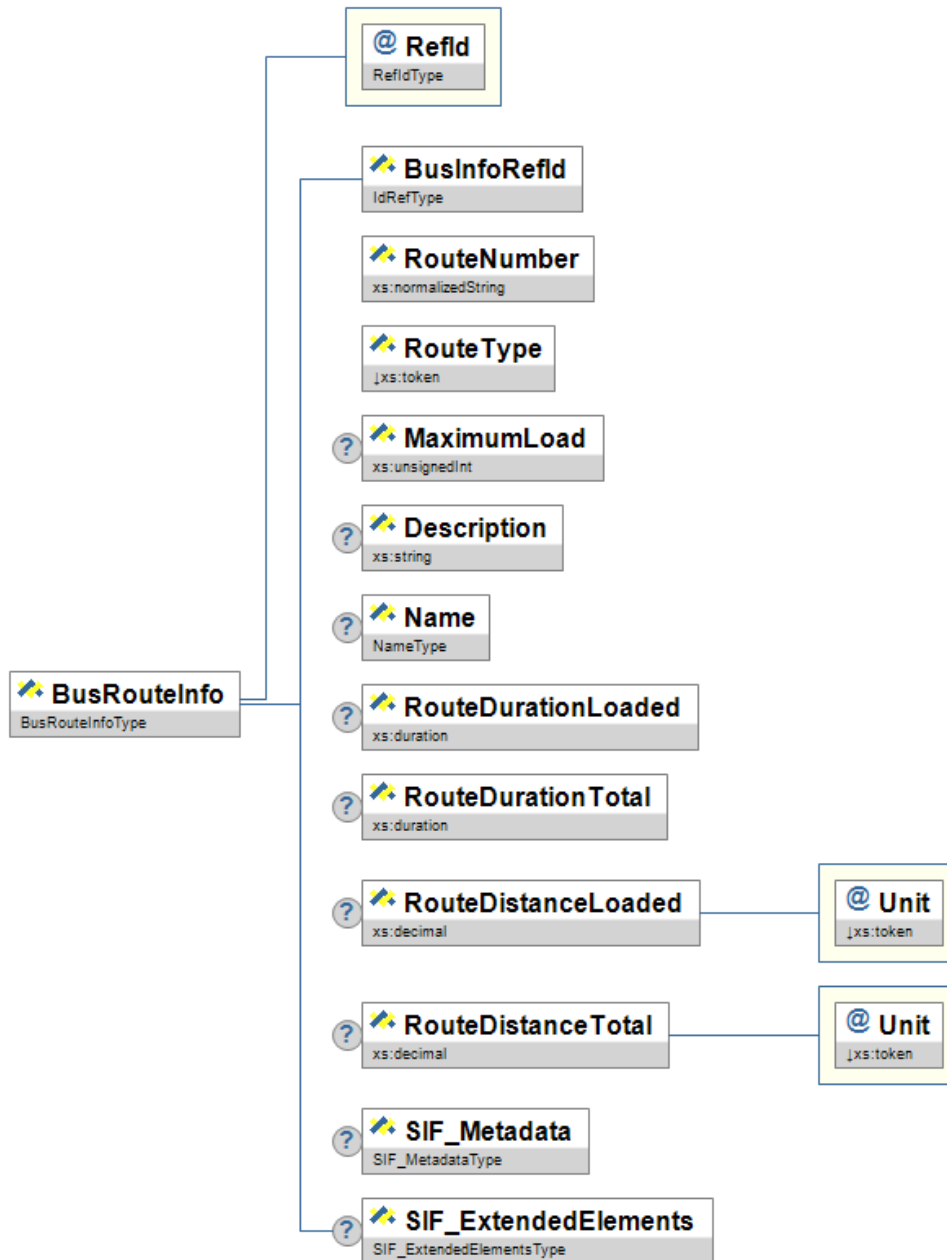 @ RefId
RefIdType
BusInfoRefId
IdRefType
RouteNumber
xs:normalizedString
RouteType
↓xs:token
? MaximumLoad
xs:unsignedInt
? Description
xs:string
? Name
NameType
BusRouteInfo
BusRouteInfoType
? RouteDurationLoaded
xs:duration
? RouteDurationTotal
xs:duration
? RouteDistanceLoaded
xs:decimal
@ Unit
↓xs:token
? RouteDistanceTotal
xs:decimal
@ Unit
↓xs:token
? SIF_Metadata
SIF_MetadataType
? SIF_ExtendedElements
SIF_ExtendedElementsType